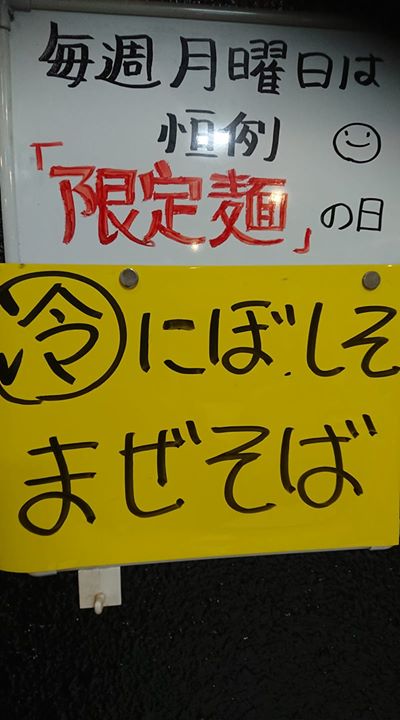 毎週月曜日は
恒例
「限定麺」の日
冷にぼしそ
まぜそば